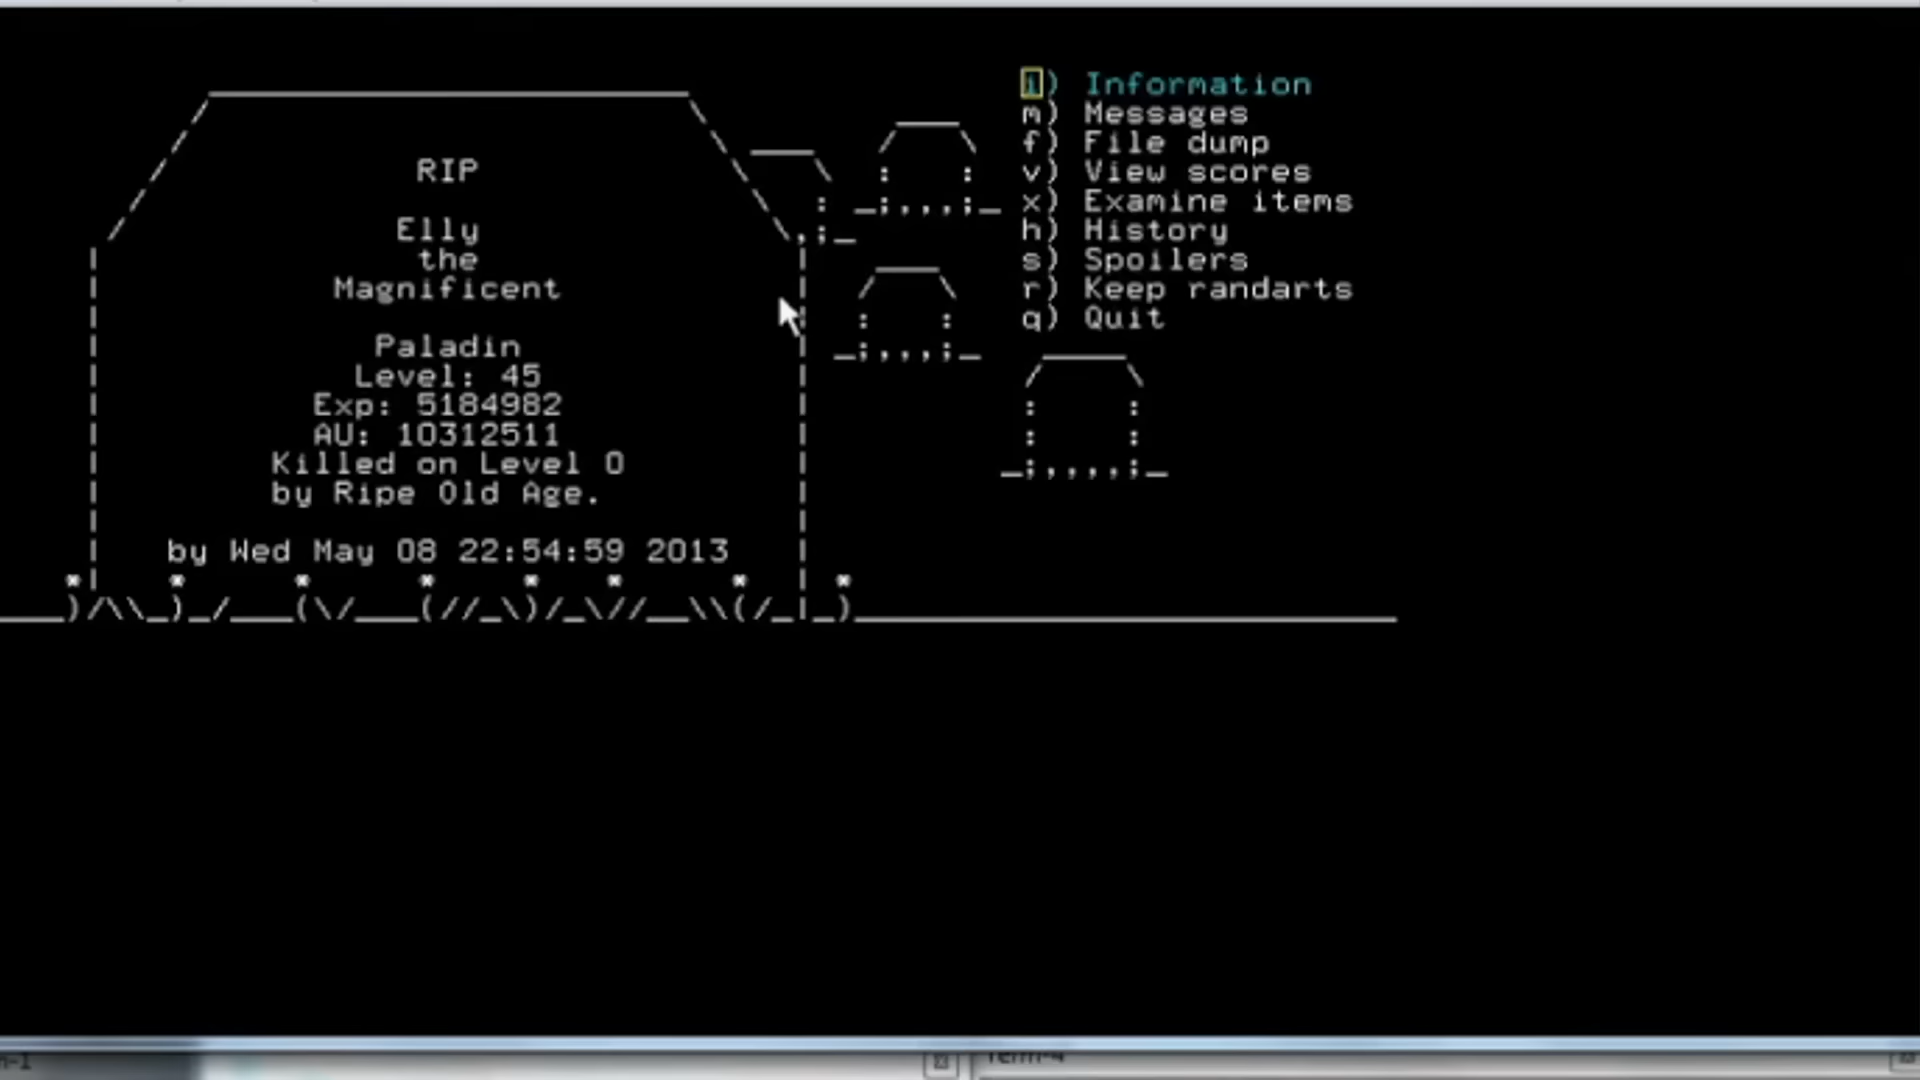 RIP
Elly
the
Magnificent
Paladin
Level: 45
Exp: 5184982
AU: 10312511
Killed on Level 0
by Ripe Old Age.
by Wed May 08 22:54:59 2013
i) Information
m) Messages
f) File dump
v) View scores
x) Examine items
h) History
s) Spoilers
r) Keep randarts
q) Quit
Term-4